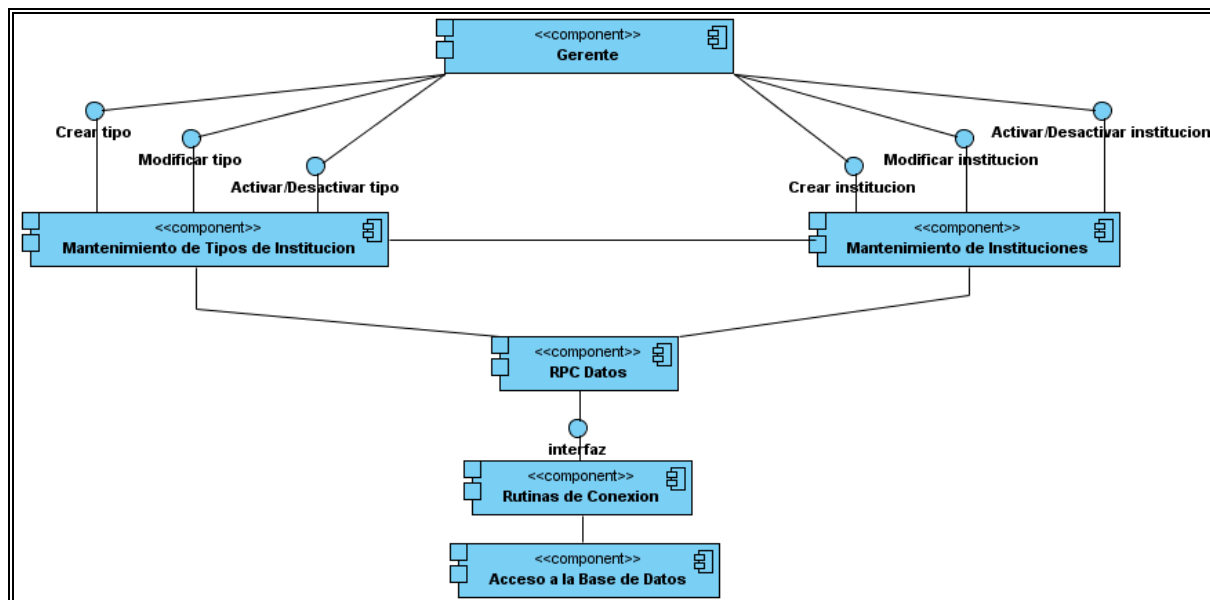 <<component>>
Gerente
Crear tipo
Modificar tipo
Activar/Desactivar tipo
Activar/Desactivar institucion
Modificar institucion
Crear institucion
<<component>>
Mantenimiento de Tipos de Institucion
<<component>>
Mantenimiento de Instituciones
<<component>>
RPC Datos
interfaz
<<component>>
Rutinas de Conexion
<<component>>
Acceso a la Base de Datos